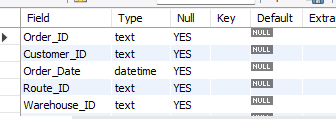 Field Type Null Key Default Extra
Order_ID text YES NULL
Customer_ID text YES NULL
Order_Date datetime YES NULL
Route_ID text YES NULL
Warehouse_ID text YES NULL